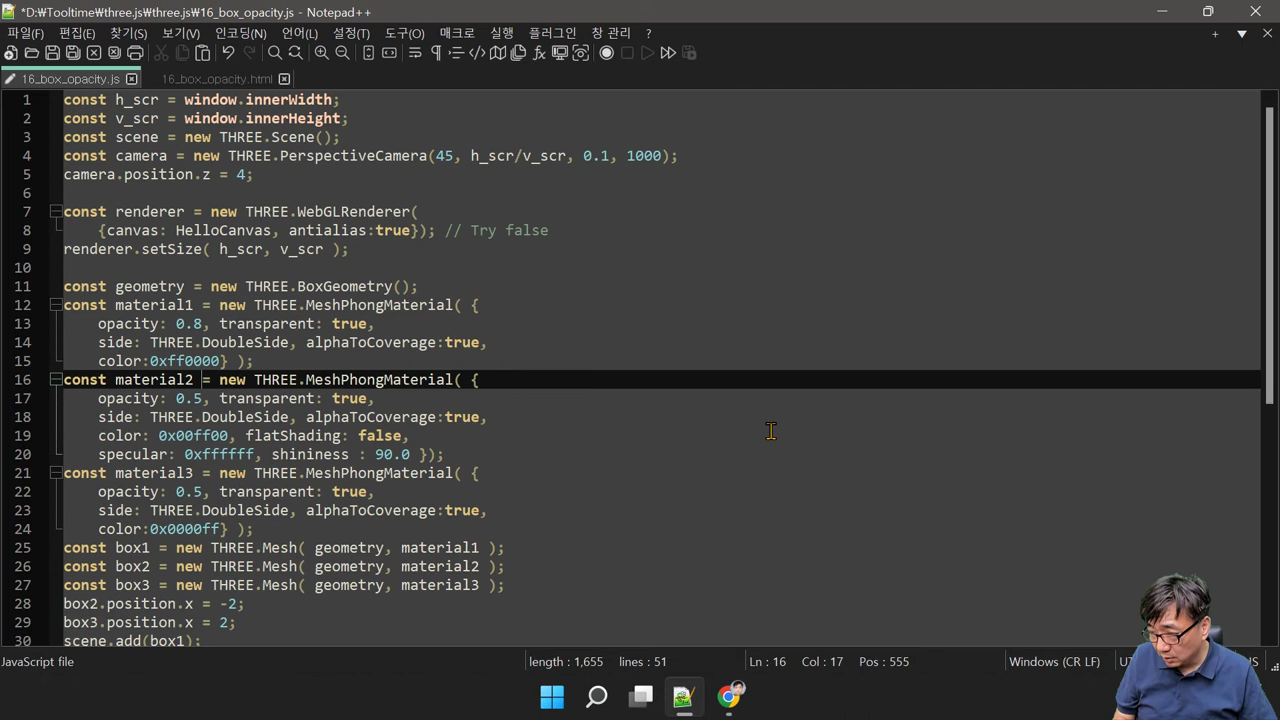 *D:₩Tooltime₩three.js₩three.js₩16_box_opacity.js - Notepad++
파일(F) 편집(E) 찾기(S) 보기(V) 인코딩(N) 언어(L) 설정(T) 도구(O) 매크로 실행 플러그인 창 관리 ?
16_box_opacity.js 16_box_opacity.html
1 const h_scr = window.innerWidth;
2 const v_scr = window.innerHeight;
3 const scene = new THREE.Scene();
4 const camera = new THREE.PerspectiveCamera(45, h_scr/v_scr, 0.1, 1000);
5 camera.position.z = 4;
6
7 const renderer = new THREE.WebGLRenderer(
8 {canvas: HelloCanvas, antialias:true}); // Try false
9 renderer.setSize( h_scr, v_scr );
10
11 const geometry = new THREE.BoxGeometry();
12 const material1 = new THREE.MeshPhongMaterial( {
13 opacity: 0.8, transparent: true,
14 side: THREE.DoubleSide, alphaToCoverage:true,
15 color:0xff0000} );
16 const material2 = new THREE.MeshPhongMaterial( {
17 opacity: 0.5, transparent: true,
18 side: THREE.DoubleSide, alphaToCoverage:true,
19 color: 0x00ff00, flatShading: false,
20 specular: 0xffffff, shininess : 90.0 });
21 const material3 = new THREE.MeshPhongMaterial( {
22 opacity: 0.5, transparent: true,
23 side: THREE.DoubleSide, alphaToCoverage:true,
24 color:0x0000ff} );
25 const box1 = new THREE.Mesh( geometry, material1 );
26 const box2 = new THREE.Mesh( geometry, material2 );
27 const box3 = new THREE.Mesh( geometry, material3 );
28 box2.position.x = -2;
29 box3.position.x = 2;
30 scene.add(box1);
JavaScript file length : 1,655 lines : 51 Ln : 16 Col : 17 Pos : 555 Windows (CR LF)